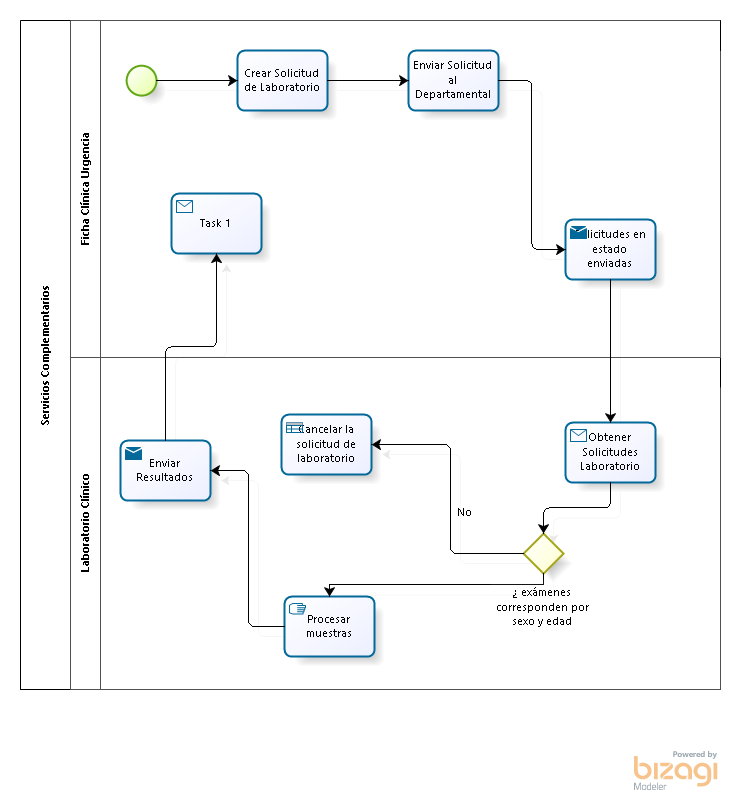 Servicios Complementarios
Ficha Clínica Urgencia
Crear Solicitud
de Laboratorio
Enviar Solicitud
al
Departamental
Task 1
licitudes en
estado
enviadas
Laboratorio Clínico
Cancelar la
solicitud de
laboratorio
Obtener
Solicitudes
Laboratorio
Enviar
Resultados
No
¿ exámenes
corresponden por
sexo y edad
Procesar
muestras
Powered by
bizagi
Modeler